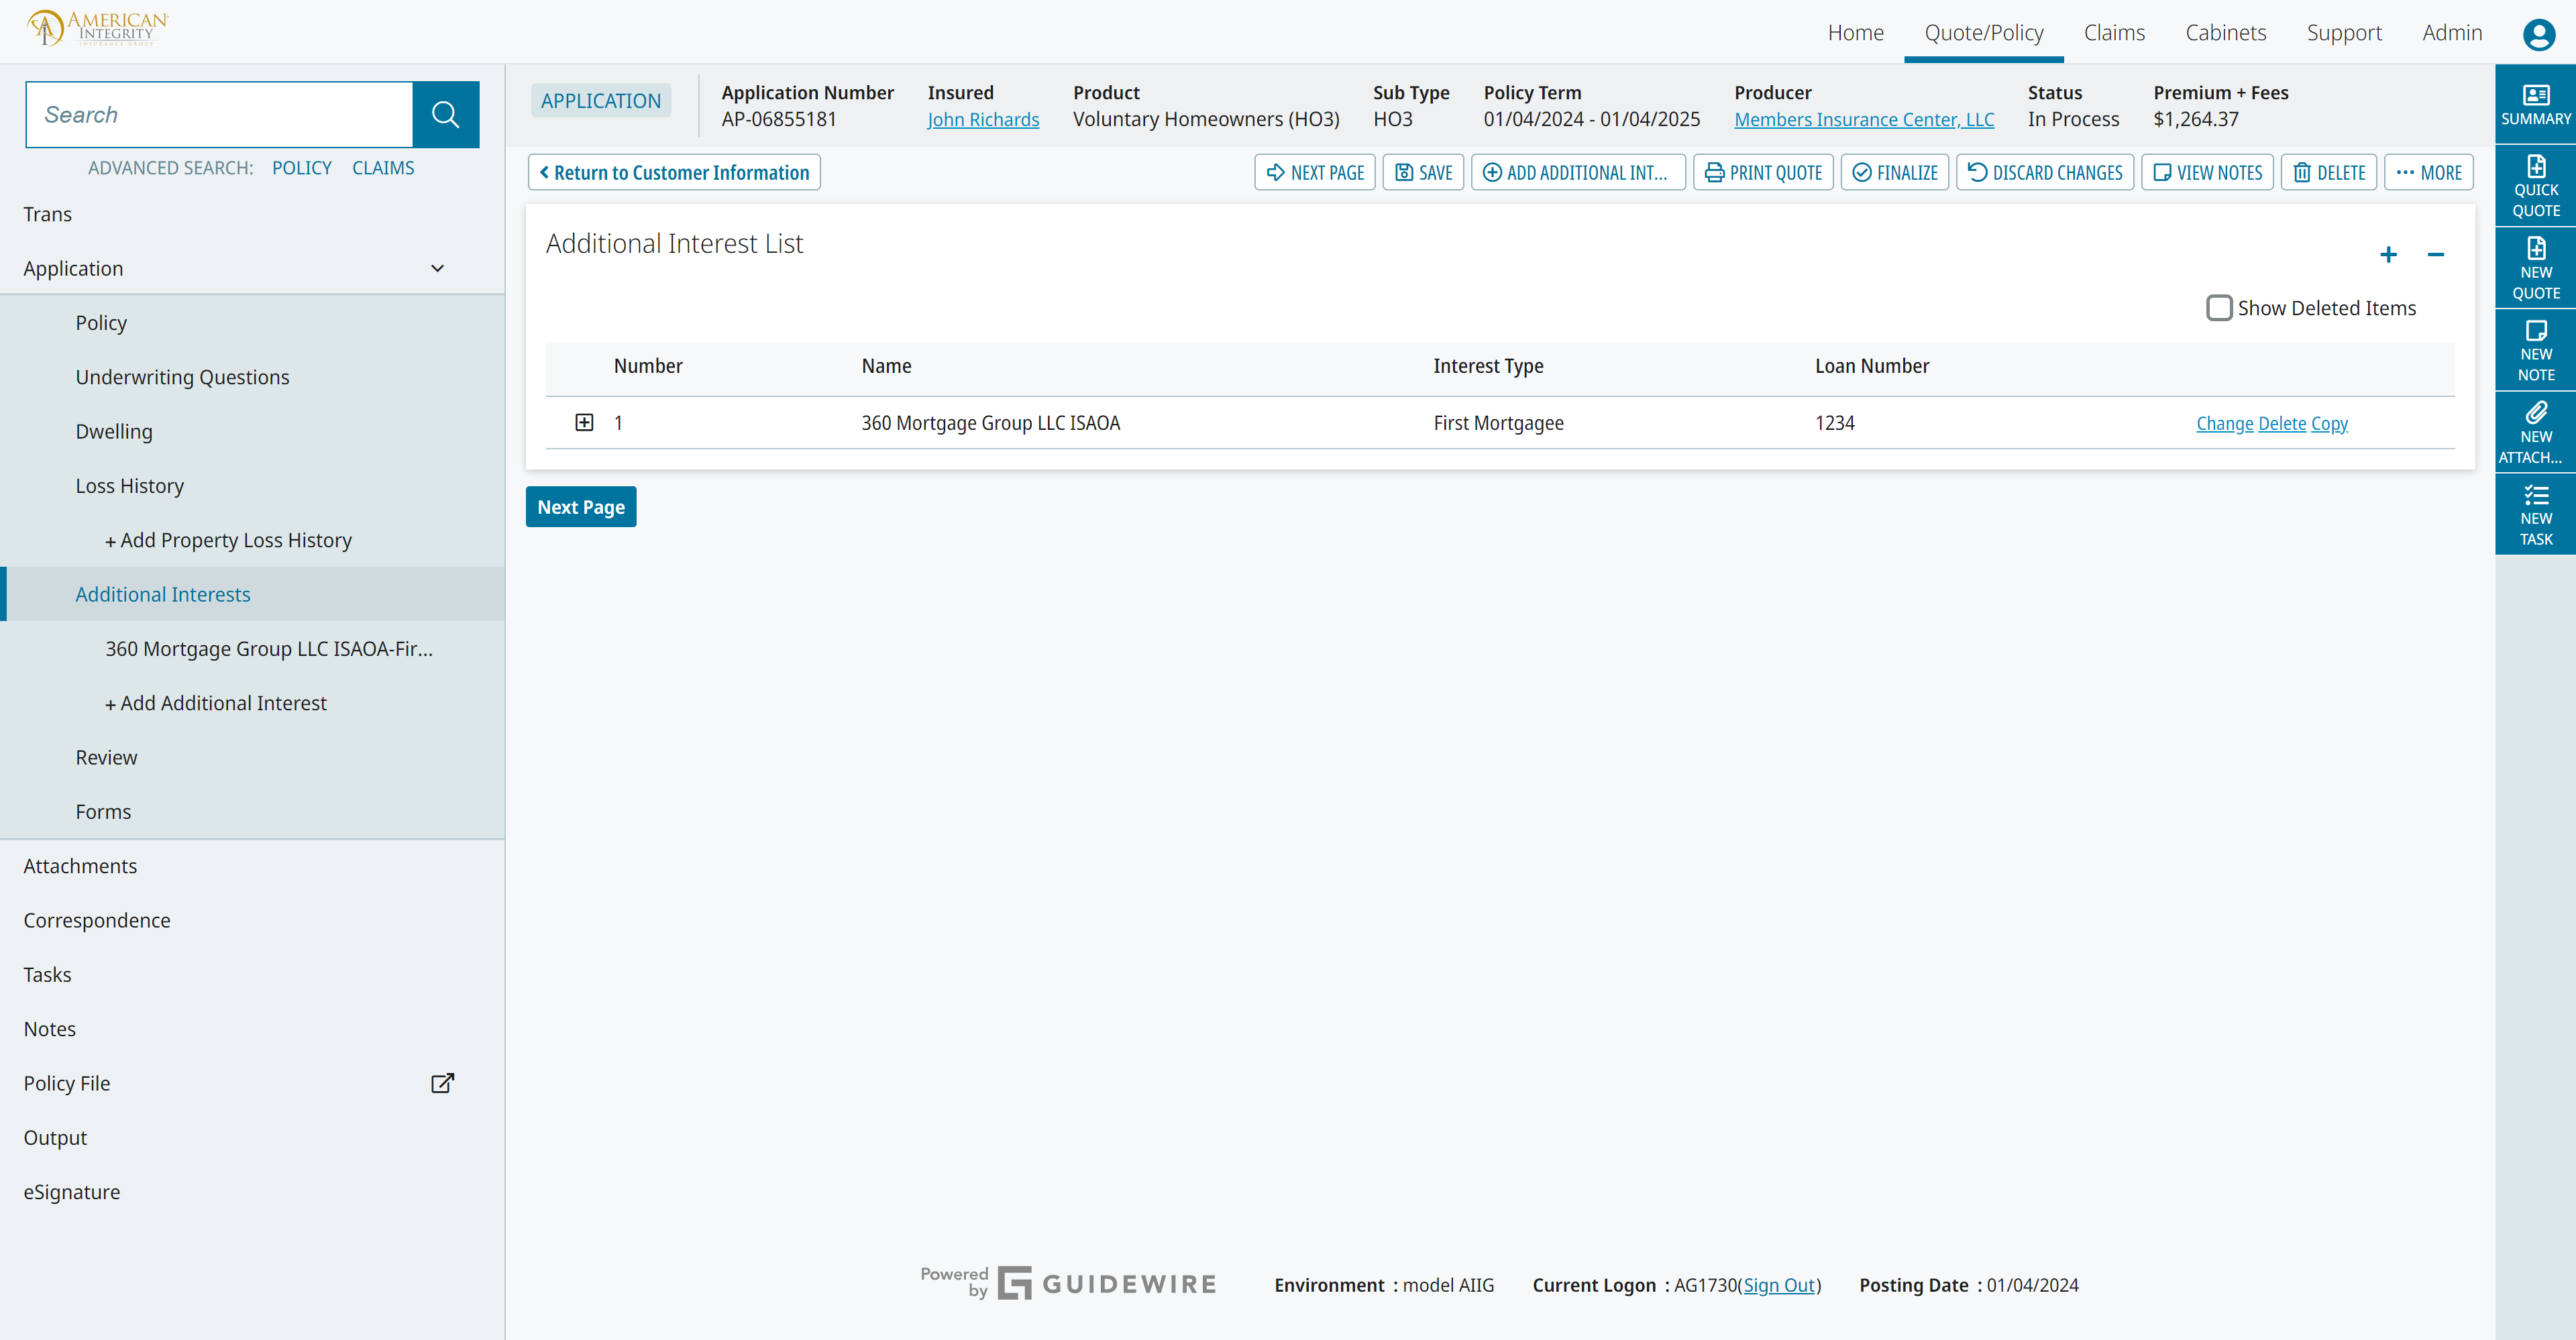 AMERICAN
INTEGRITY
INSURANCE GROUP
Home
Quote/Policy
Claims
Cabinets
Support
Admin
Search
ADVANCED SEARCH: POLICY CLAIMS
Trans
Application
Policy
Underwriting Questions
Dwelling
Loss History
+ Add Property Loss History
Additional Interests
360 Mortgage Group LLC ISAOA-Fir...
+ Add Additional Interest
Review
Forms
Attachments
Correspondence
Tasks
Notes
Policy File
Output
eSignature
APPLICATION
Application Number
AP-06855181
Insured
John Richards
Product
Voluntary Homeowners (HO3)
Sub Type
HO3
Policy Term
01/04/2024 - 01/04/2025
Producer
Members Insurance Center, LLC
Status
In Process
Premium + Fees
$1,264.37
Return to Customer Information
NEXT PAGE
SAVE
ADD ADDITIONAL INT...
PRINT QUOTE
FINALIZE
DISCARD CHANGES
VIEW NOTES
DELETE
MORE
Additional Interest List
Show Deleted Items
Number Name Interest Type Loan Number
1 360 Mortgage Group LLC ISAOA First Mortgagee 1234 Change Delete Copy
Next Page
SUMMARY
QUICK
QUOTE
NEW
QUOTE
NEW
NOTE
NEW
ATTACH...
NEW
TASK
Powered
by
GUIDEWIRE
Environment : model AIIG
Current Logon : AG1730(Sign Out)
Posting Date : 01/04/2024